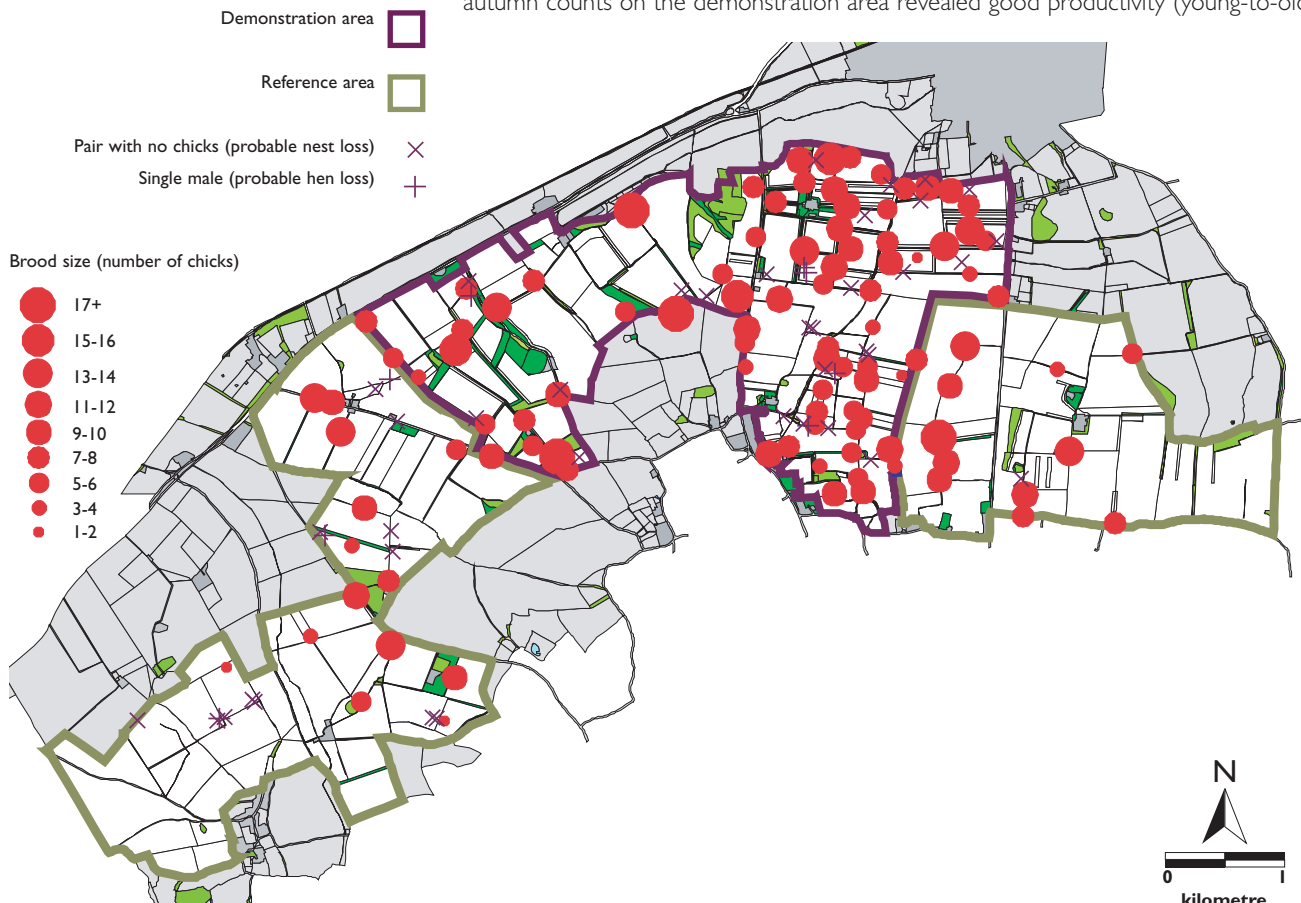 autumn counts on the demonstration area revealed good productivity (young-to-old
Demonstration area
Reference area
Pair with no chicks (probable nest loss)
Single male (probable hen loss)
Brood size (number of chicks)
17+
15-16
13-14
11-12
9-10
7-8
5-6
3-4
1-2
N
0 1
kilometre